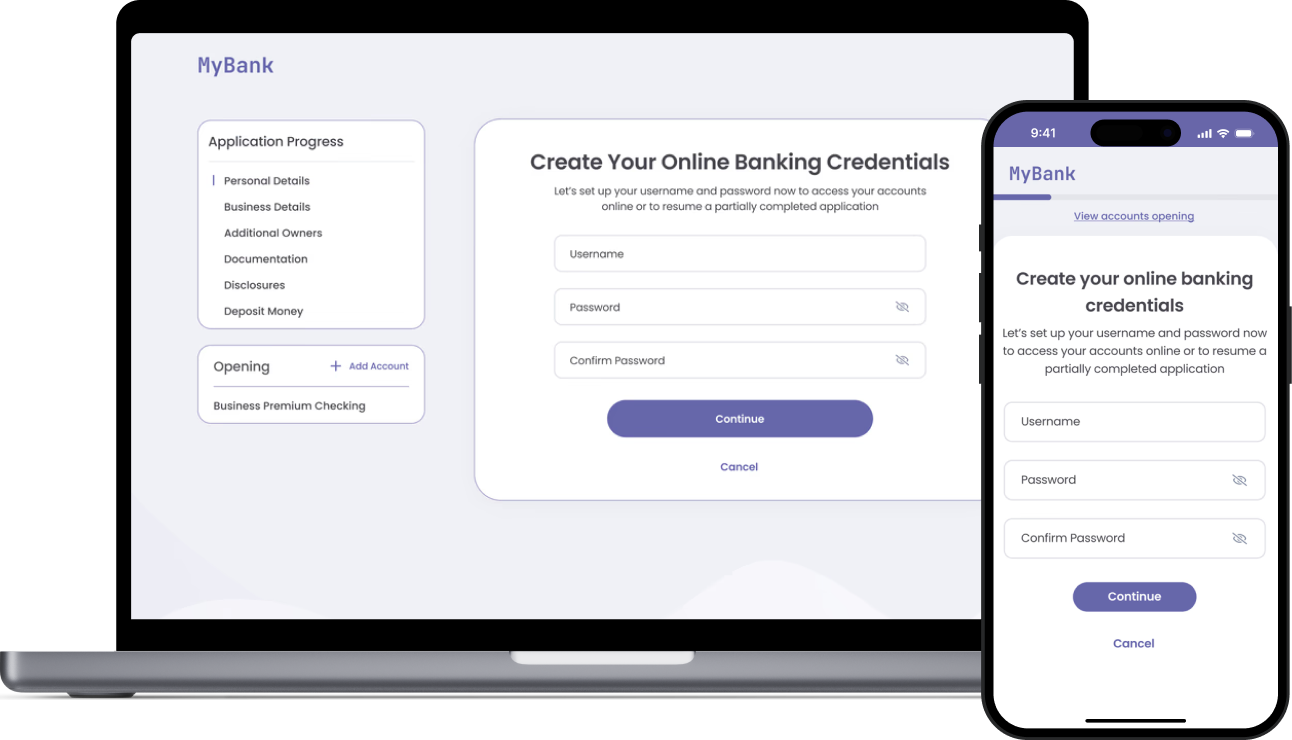 MyBank
Application Progress
Personal Details
Business Details
Additional Owners
Documentation
Disclosures
Deposit Money
Opening
Add Account
Business Premium Checking
Create Your Online Banking Credentials
Let's set up your username and password now to access your accounts
online or to resume a partially completed application
Username
Password
Confirm Password
Continue
Cancel
9:41
MyBank
View accounts opening
Create your online banking
credentials
Let's set up your username and password now
to access your accounts online or to resume a
partially completed application
Username
Password
Confirm Password
Continue
Cancel